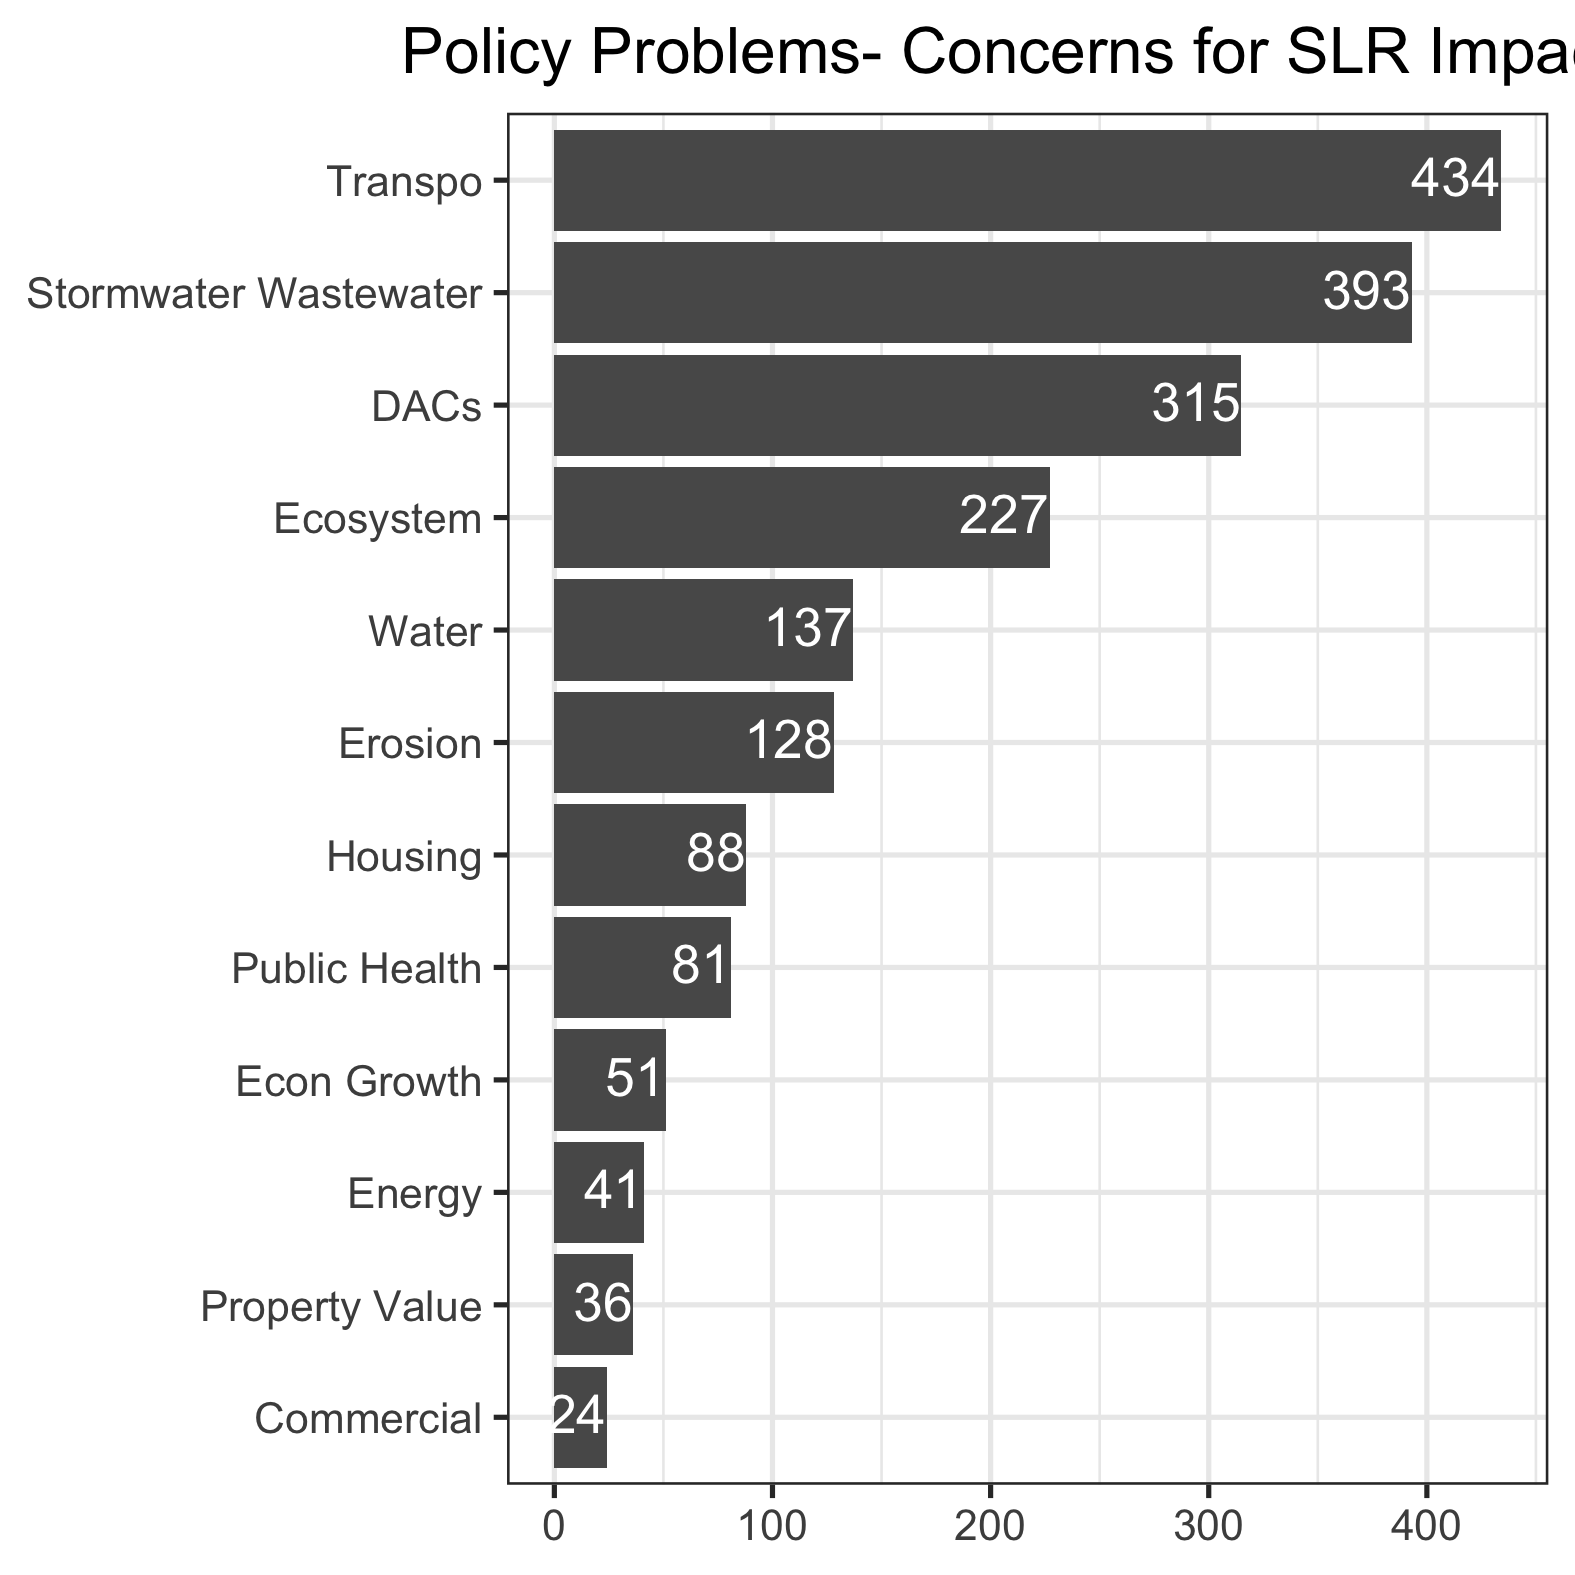 Policy Problems- Concerns for SLR
Transpo 434
Stormwater Wastewater 393
DACs 315
Ecosystem 227
Water 137
Erosion 128
Housing 88
Public Health 81
Econ Growth 51
Energy 41
Property Value 36
Commercial 24
0 100 200 300 400